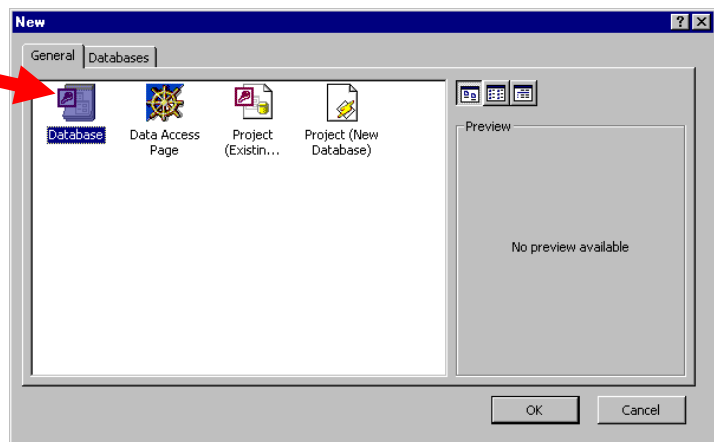 New
General Databases
Database
Data Access
Page
Project
(Existin...
Project (New
Database)
Preview
No preview available
OK Cancel